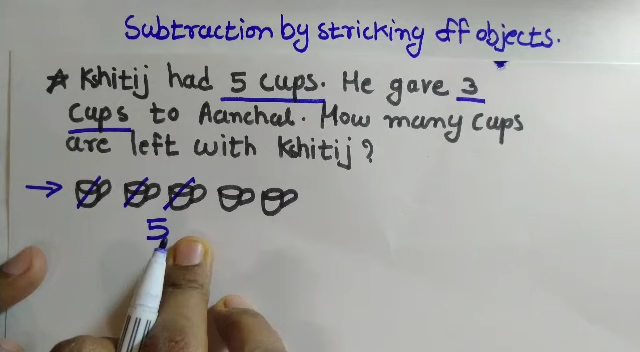 Subtraction by stricking off objects.
☆ Kshitij had 5 cups. He gave 3
cups to Aanchal. How many cups
are left with Kshitij?
5